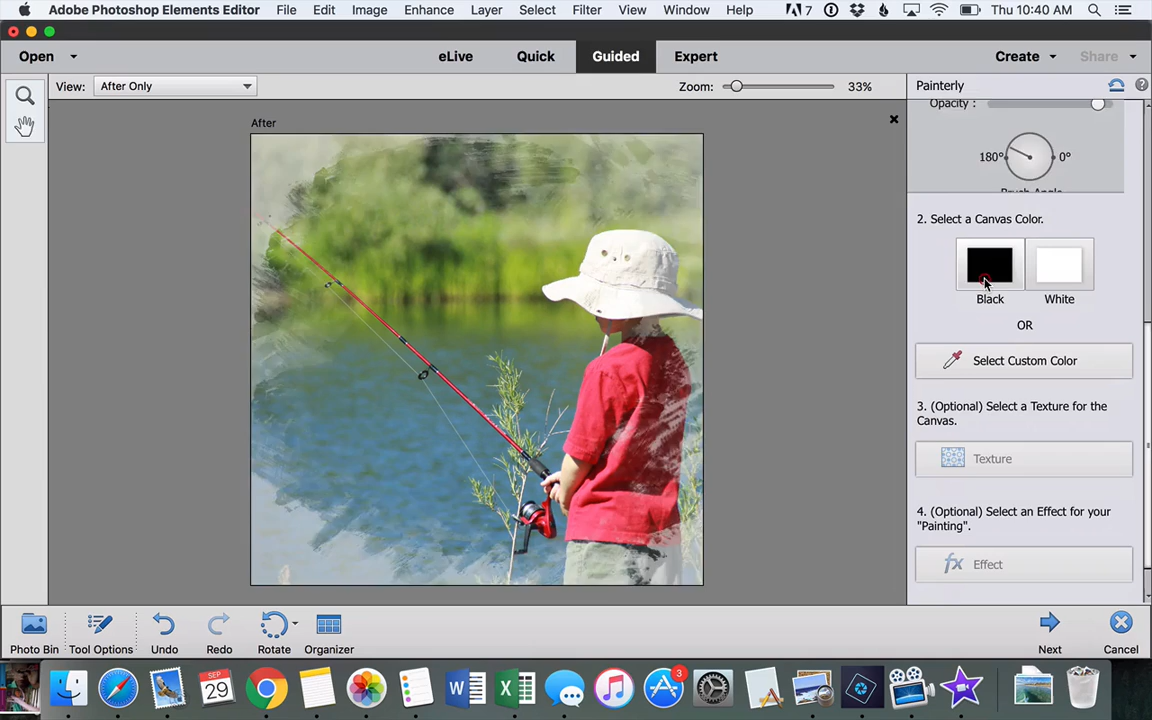 Adobe Photoshop Elements Editor File Edit Image Enhance Layer Select Filter View Window Help 7 Thu 10:40 AM
Open eLive Quick Guided Expert Create Share
View: After Only Zoom: 33% Painterly
After
Opacity :
180° 0°
2. Select a Canvas Color.
Black White
OR
Select Custom Color
3. (Optional) Select a Texture for the
Canvas.
Texture
4. (Optional) Select an Effect for your
"Painting".
fx Effect
Photo Bin Tool Options Undo Redo Rotate Organizer Next Cancel
SEP
29
3